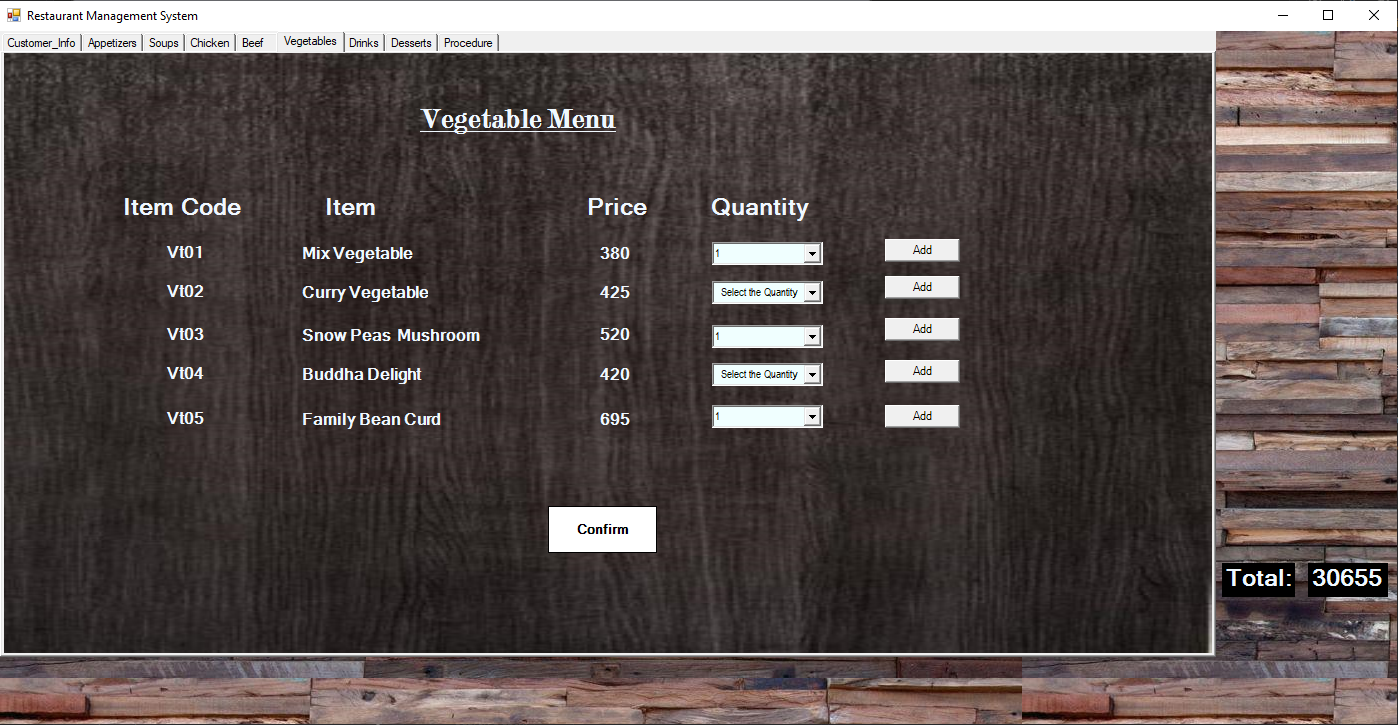 Restaurant Management System
Customer_Info Appetizers Soups Chicken Beef Vegetables Drinks Desserts Procedure
Vegetable Menu
Item Code Item Price Quantity
Vt01 Mix Vegetable 380 1 Add
Vt02 Curry Vegetable 425 Select the Quantity Add
Vt03 Snow Peas Mushroom 520 1 Add
Vt04 Buddha Delight 420 Select the Quantity Add
Vt05 Family Bean Curd 695 1 Add
Confirm
Total: 30655